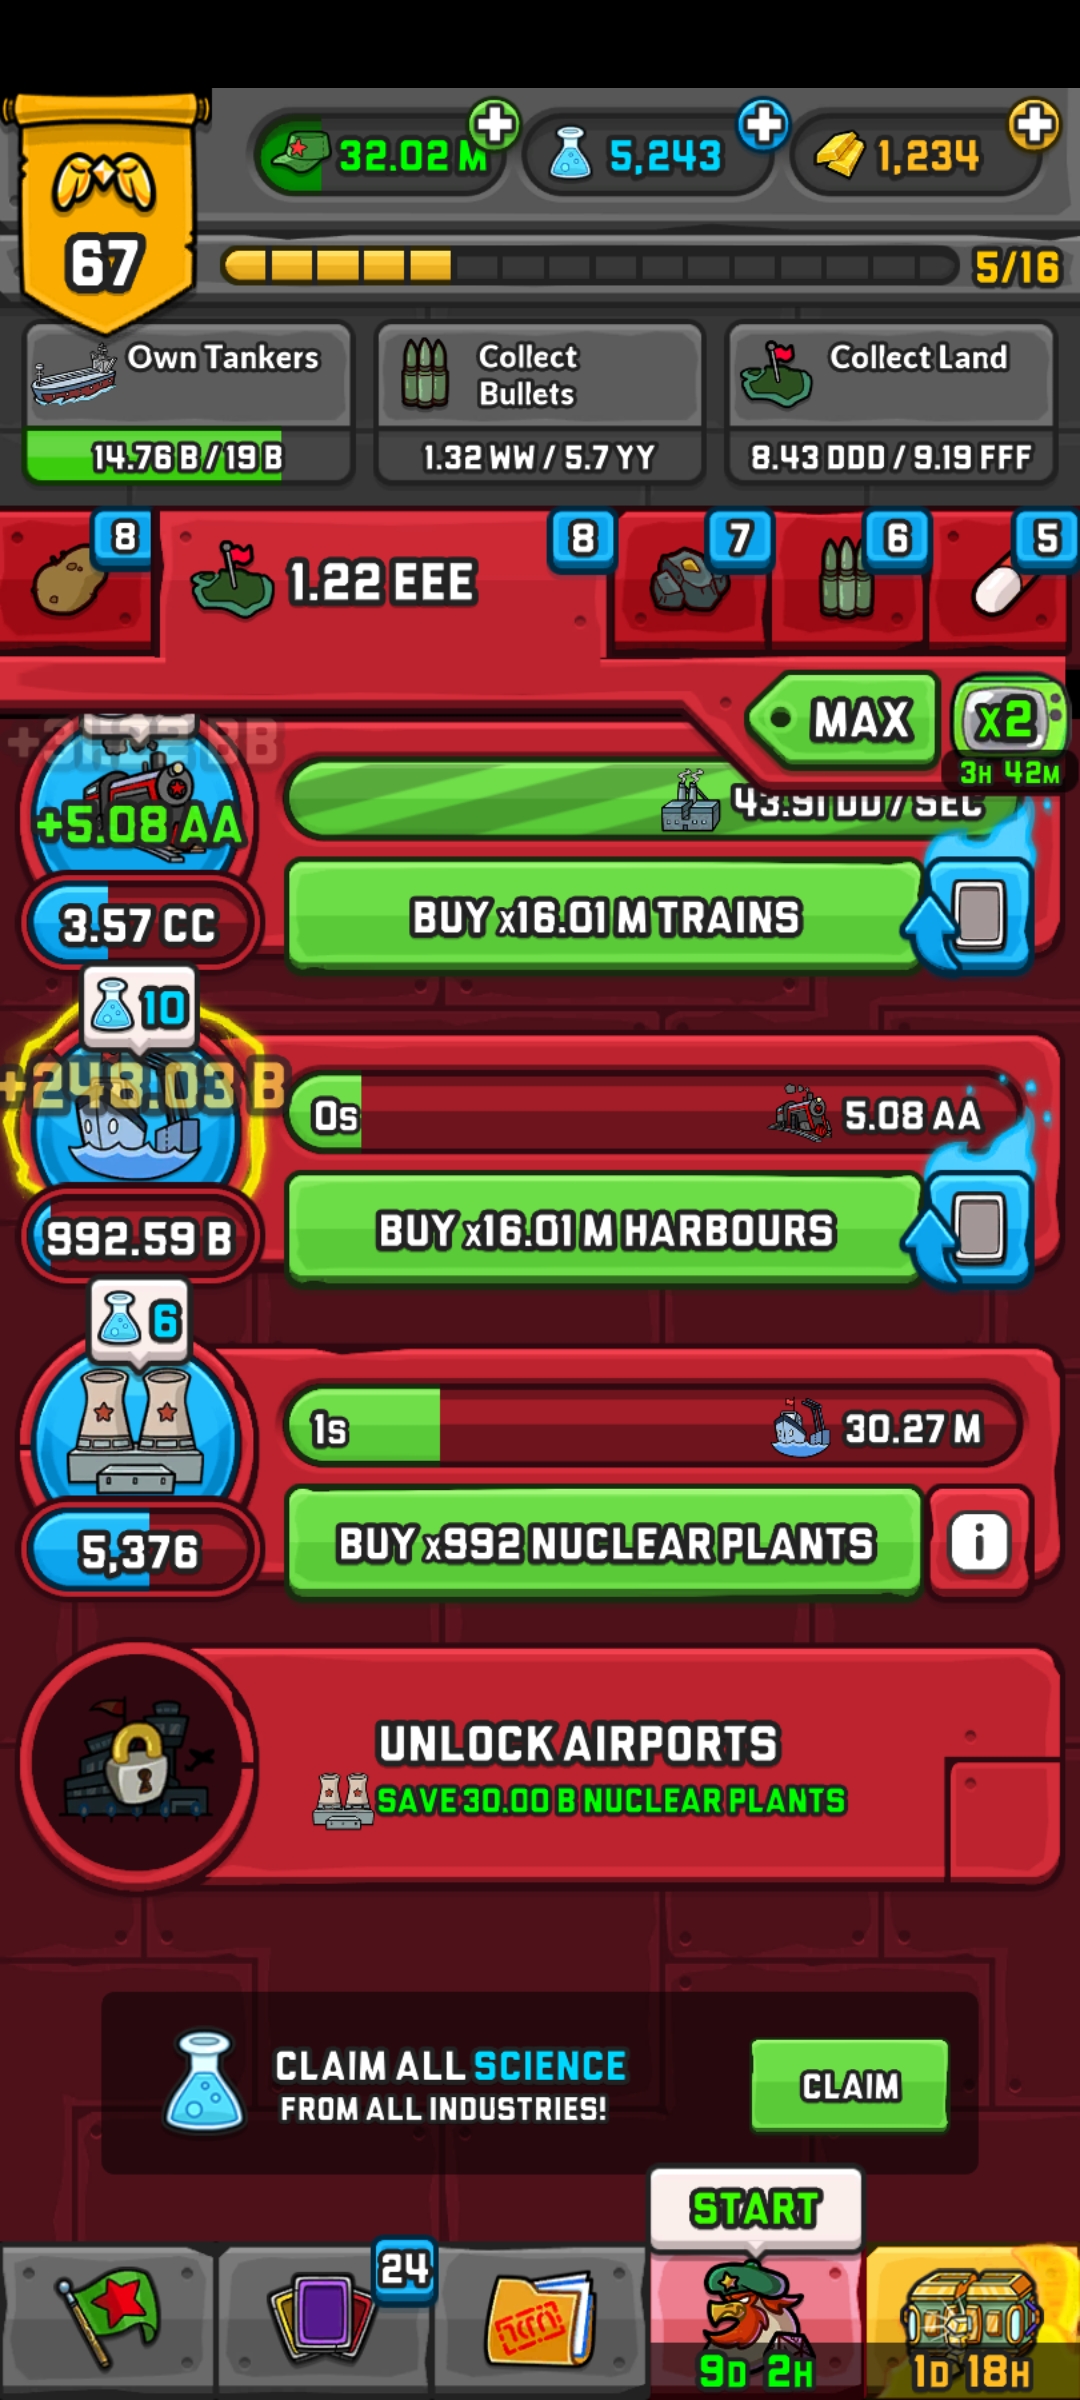 32.02 M
5,243
1,234
67
5/16
Own Tankers
14.76 B / 19 B
Collect
Bullets
1.32 WW / 5.7 YY
Collect Land
8.43 DDD / 9.19 FFF
8
1.22 EEE
8
7
6
5
MAX
x2
3H 42M
+5.08 AA
43.91 DD / SEC
3.57 CC
BUY x16.01 M TRAINS
10
+248.03 B
0s
5.08 AA
992.59 B
BUY x16.01 M HARBOURS
6
1s
30.27 M
5,376
BUY x992 NUCLEAR PLANTS
i
UNLOCK AIRPORTS
SAVE 30.00 B NUCLEAR PLANTS
CLAIM ALL SCIENCE
FROM ALL INDUSTRIES!
CLAIM
START
24
9D 2H
1D 18H